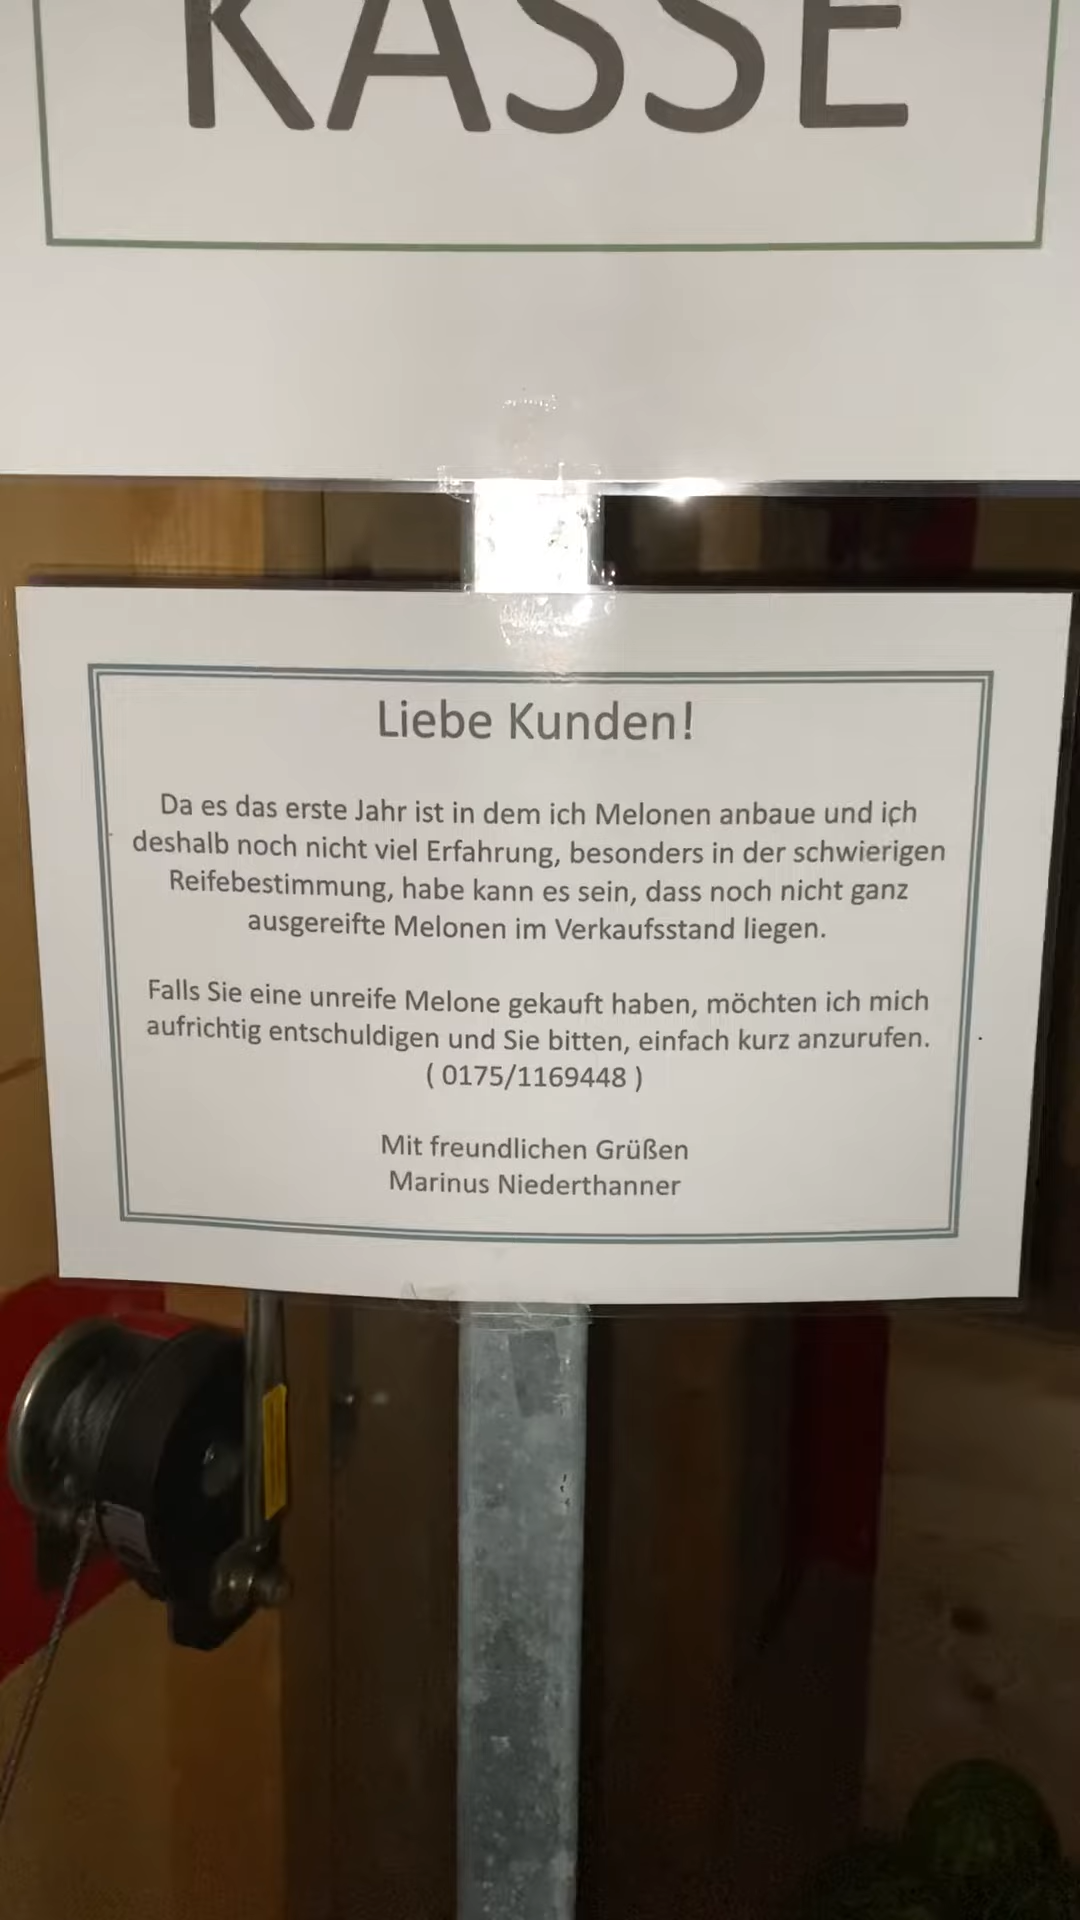 KASSE
Liebe Kunden!
Da es das erste Jahr ist in dem ich Melonen anbaue und ich
deshalb noch nicht viel Erfahrung, besonders in der schwierigen
Reifebestimmung, habe kann es sein, dass noch nicht ganz
ausgereifte Melonen im Verkaufsstand liegen.
Falls Sie eine unreife Melone gekauft haben, möchten ich mich
aufrichtig entschuldigen und Sie bitten, einfach kurz anzurufen.
( 0175/1169448 )
Mit freundlichen Grüßen
Marinus Niederthanner